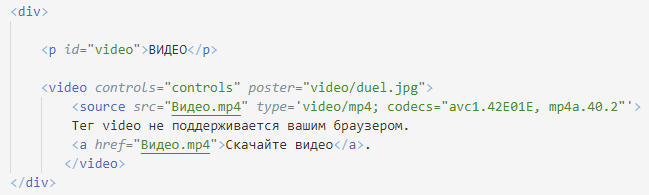 <div>
<p id="video">ВИДЕО</p>
<video controls="controls" poster="video/duel.jpg">
<source src="Видео.mp4" type='video/mp4; codecs="avc1.42E01E, mp4a.40.2"'>
Тег video не поддерживается вашим браузером.
<a href="Видео.mp4">Скачайте видео</a>.
</video>
</div>